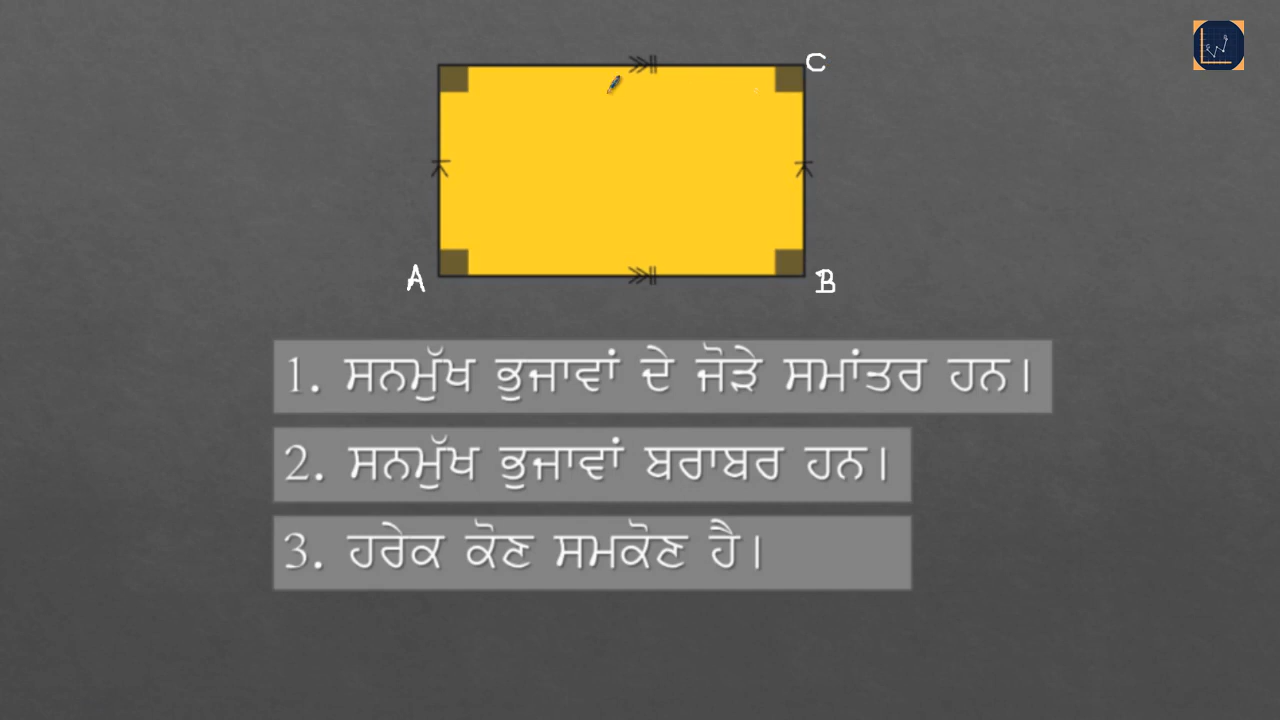 C
A
B
1. ਸਨਮੁੱਖ ਭੁਜਾਵਾਂ ਦੇ ਜੋੜੇ ਸਮਾਂਤਰ ਹਨ।
2. ਸਨਮੁੱਖ ਭੁਜਾਵਾਂ ਬਰਾਬਰ ਹਨ।
3. ਹਰੇਕ ਕੋਣ ਸਮਕੋਣ ਹੈ।